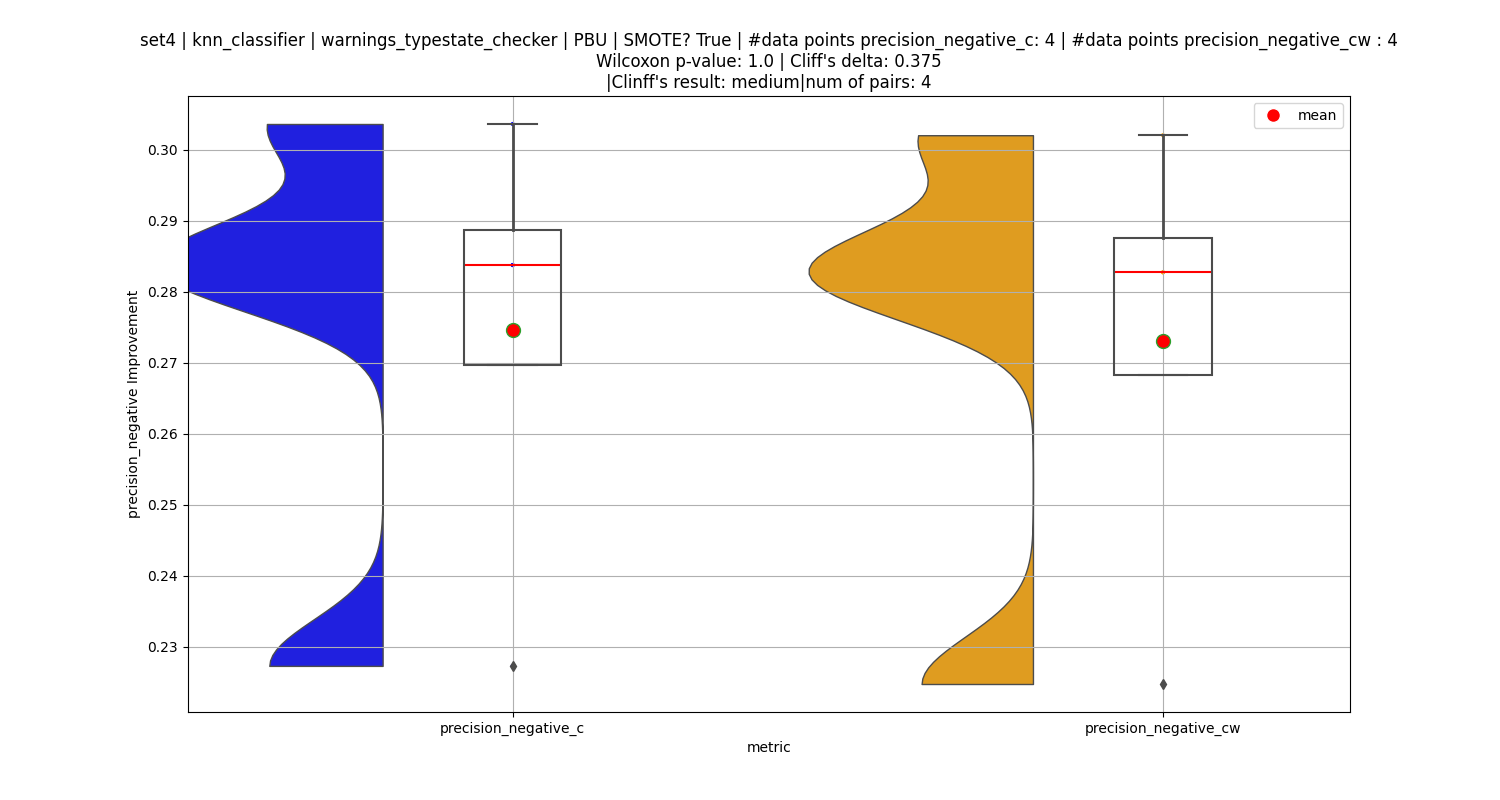 set4 | knn_classifier | warnings_typestate_checker | PBU | SMOTE? True | #data points precision_negative_c: 4 | #data points precision_negative_cw : 4
Wilcoxon p-value: 1.0 | Cliff's delta: 0.375
|Clinff's result: medium|num of pairs: 4
mean
0.30
0.29
0.28
0.27
0.26
0.25
0.24
0.23
precision_negative Improvement
precision_negative_c
precision_negative_cw
metric